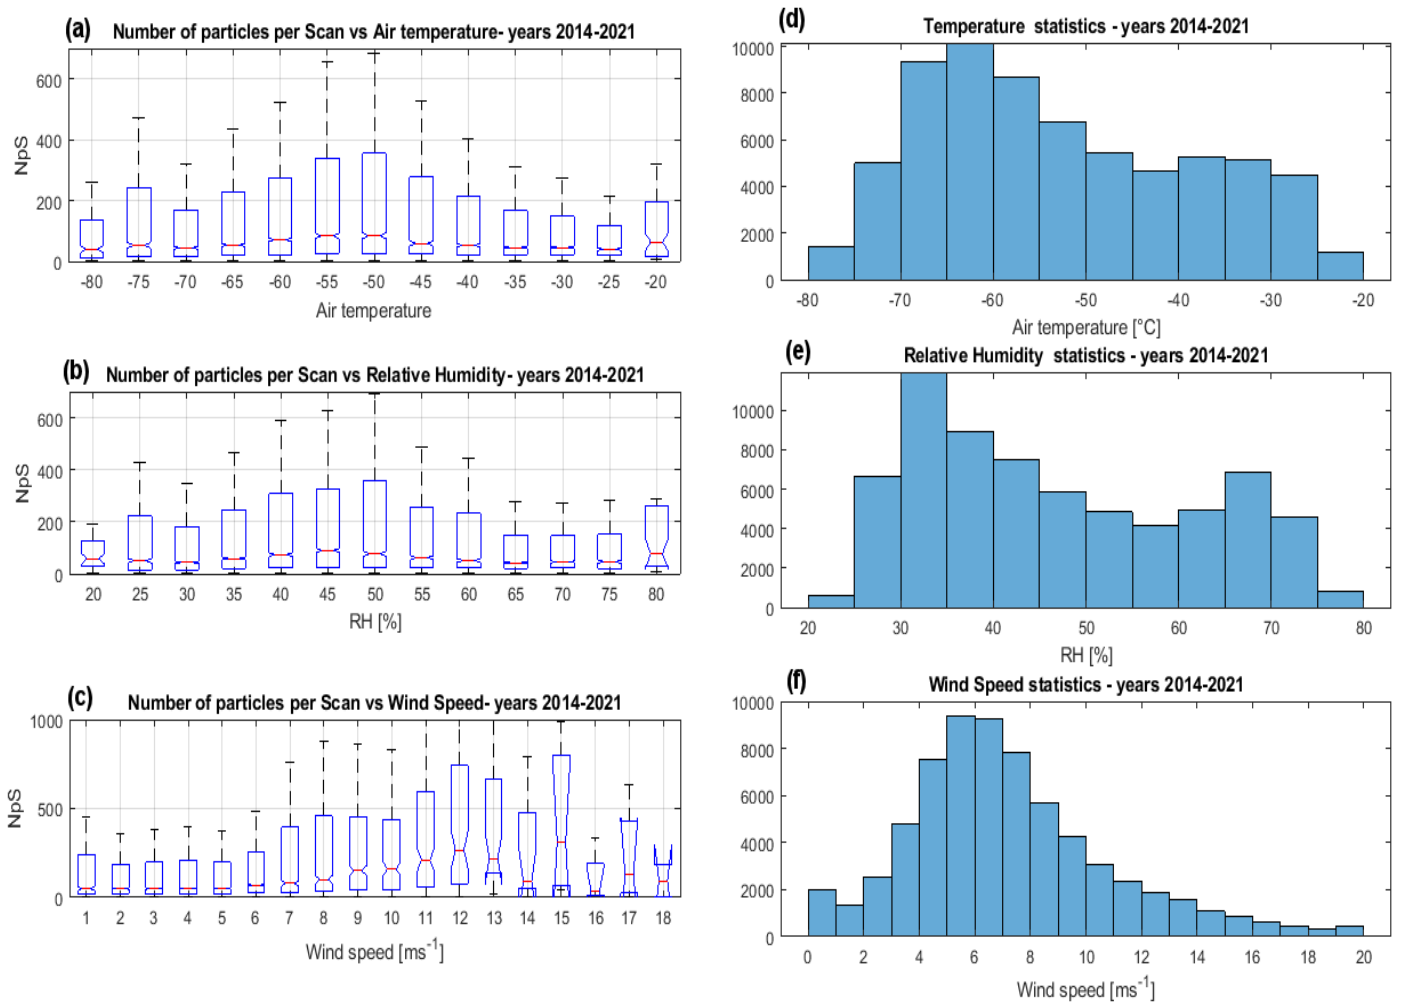 (a) Number of particles per Scan vs Air temperature- years 2014-2021
NpS
600
400
200
0
-80 -75 -70 -65 -60 -55 -50 -45 -40 -35 -30 -25 -20
Air temperature
(b) Number of particles per Scan vs Relative Humidity- years 2014-2021
NpS
600
400
200
0
20 25 30 35 40 45 50 55 60 65 70 75 80
RH [%]
(c) Number of particles per Scan vs Wind Speed- years 2014-2021
NpS
1000
500
0
1 2 3 4 5 6 7 8 9 10 11 12 13 14 15 16 17 18
Wind speed [ms⁻¹]
(d) Temperature statistics - years 2014-2021
10000
8000
6000
4000
2000
0
-80 -70 -60 -50 -40 -30 -20
Air temperature [°C]
(e) Relative Humidity statistics - years 2014-2021
10000
8000
6000
4000
2000
0
20 30 40 50 60 70 80
RH [%]
(f) Wind Speed statistics - years 2014-2021
10000
8000
6000
4000
2000
0
0 2 4 6 8 10 12 14 16 18 20
Wind speed [ms⁻¹]